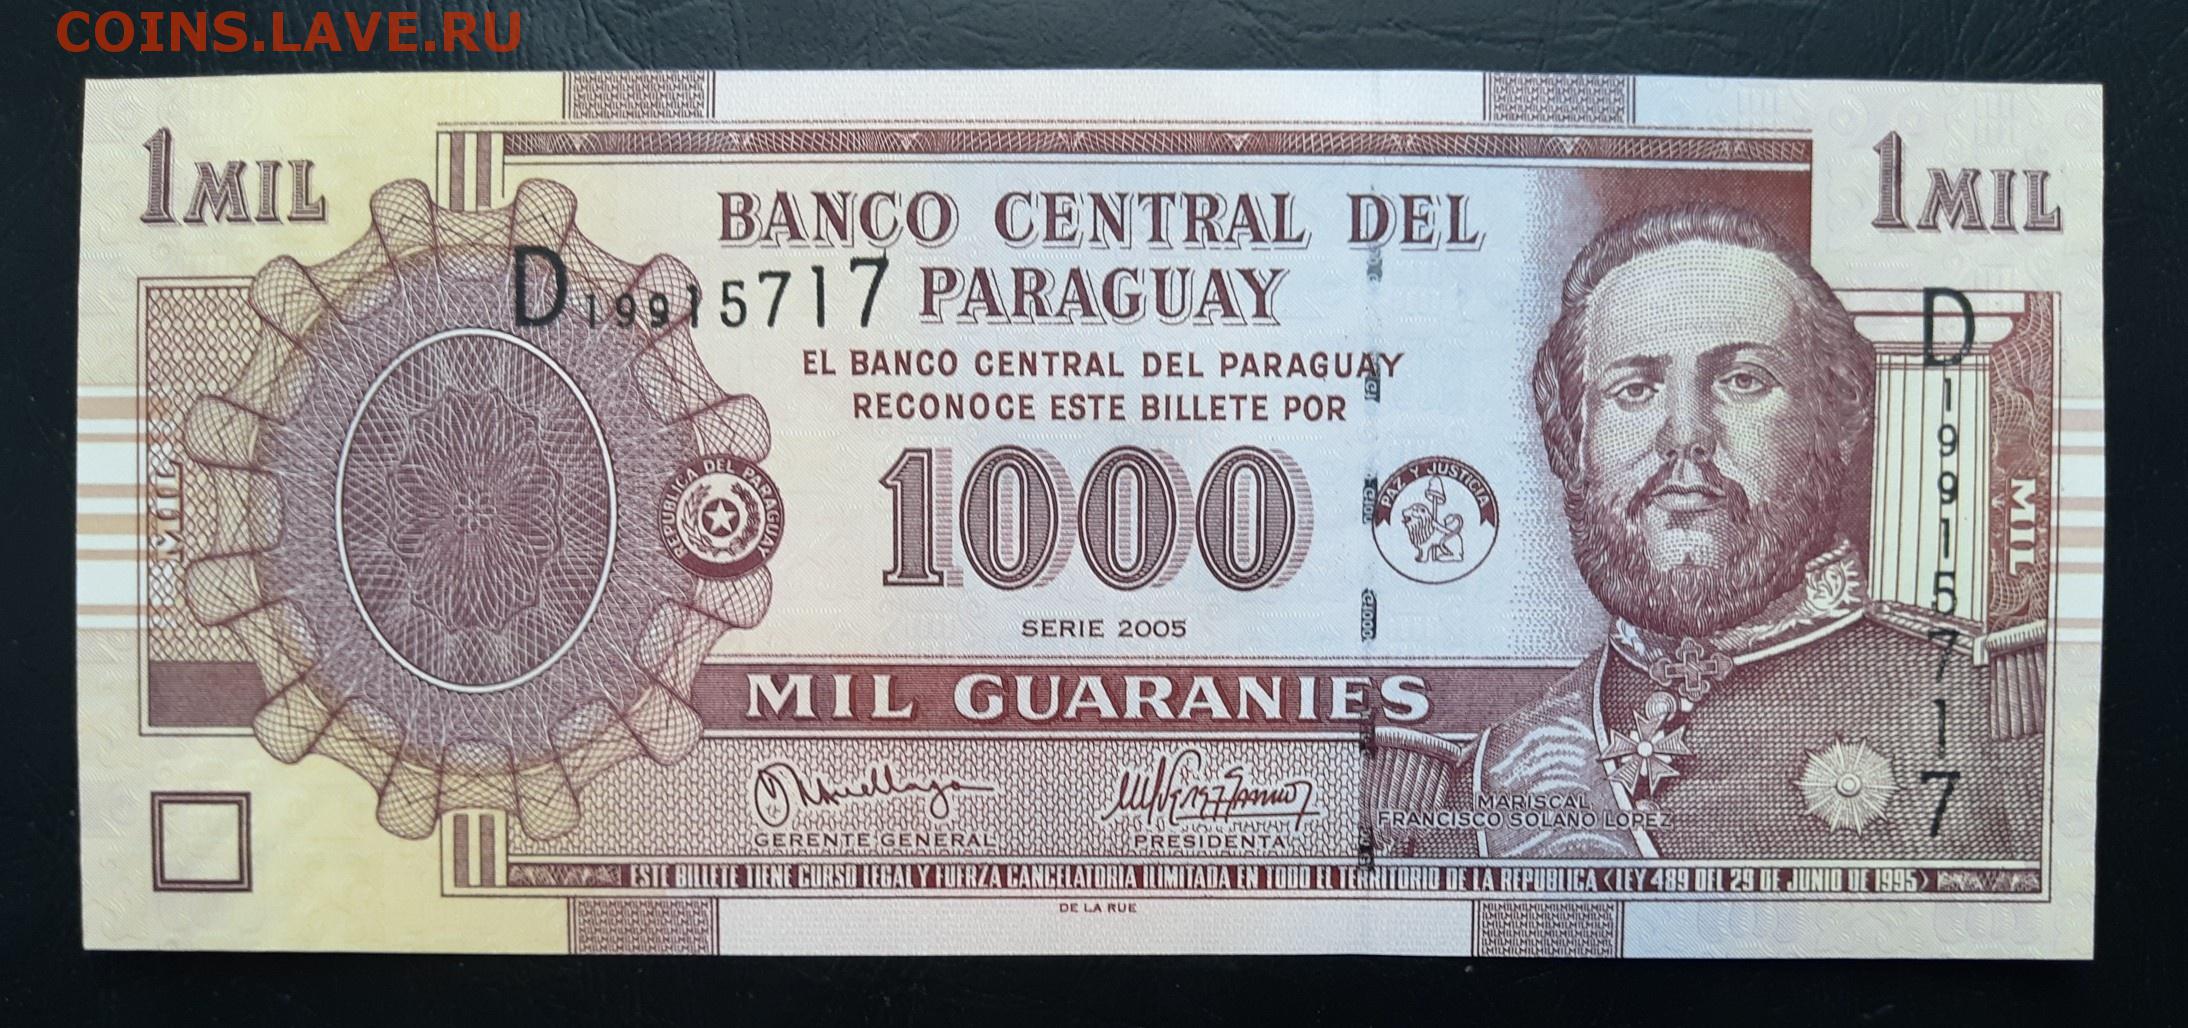 COINS.LAVE.RU
1 MIL
1 MIL
BANCO CENTRAL DEL
PARAGUAY
D19915717
EL BANCO CENTRAL DEL PARAGUAY
RECONOCE ESTE BILLETE POR
1000
REPUBLICA DEL PARAGUAY
PAZ Y JUSTICIA
D19915717
MIL
MIL
SERIE 2005
MIL GUARANIES
GERENTE GENERAL
PRESIDENTA
MARISCAL
FRANCISCO SOLANO LOPEZ
ESTE BILLETE TIENE CURSO LEGAL Y FUERZA CANCELATORIA ILIMITADA EN TODO EL TERRITORIO DE LA REPUBLICA (LEY 489 DEL 29 DE JUNIO DE 1995)
DE LA RUE